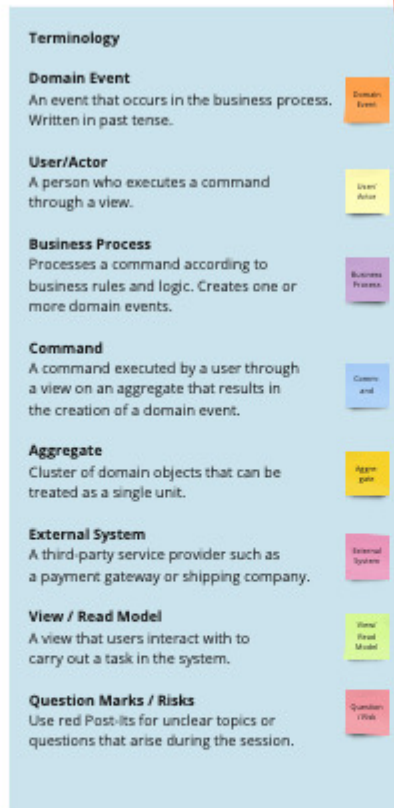 Terminology
Domain Event
An event that occurs in the business process.
Written in past tense.
Domain
Event
User/Actor
A person who executes a command
through a view.
User/
Actor
Business Process
Processes a command according to
business rules and logic. Creates one or
more domain events.
Business
Process
Command
A command executed by a user through
a view on an aggregate that results in
the creation of a domain event.
Comm
and
Aggregate
Cluster of domain objects that can be
treated as a single unit.
Aggre
gate
External System
A third-party service provider such as
a payment gateway or shipping company.
External
System
View / Read Model
A view that users interact with to
carry out a task in the system.
View/
Read
Model
Question Marks / Risks
Use red Post-Its for unclear topics or
questions that arise during the session.
Question
/ Risk